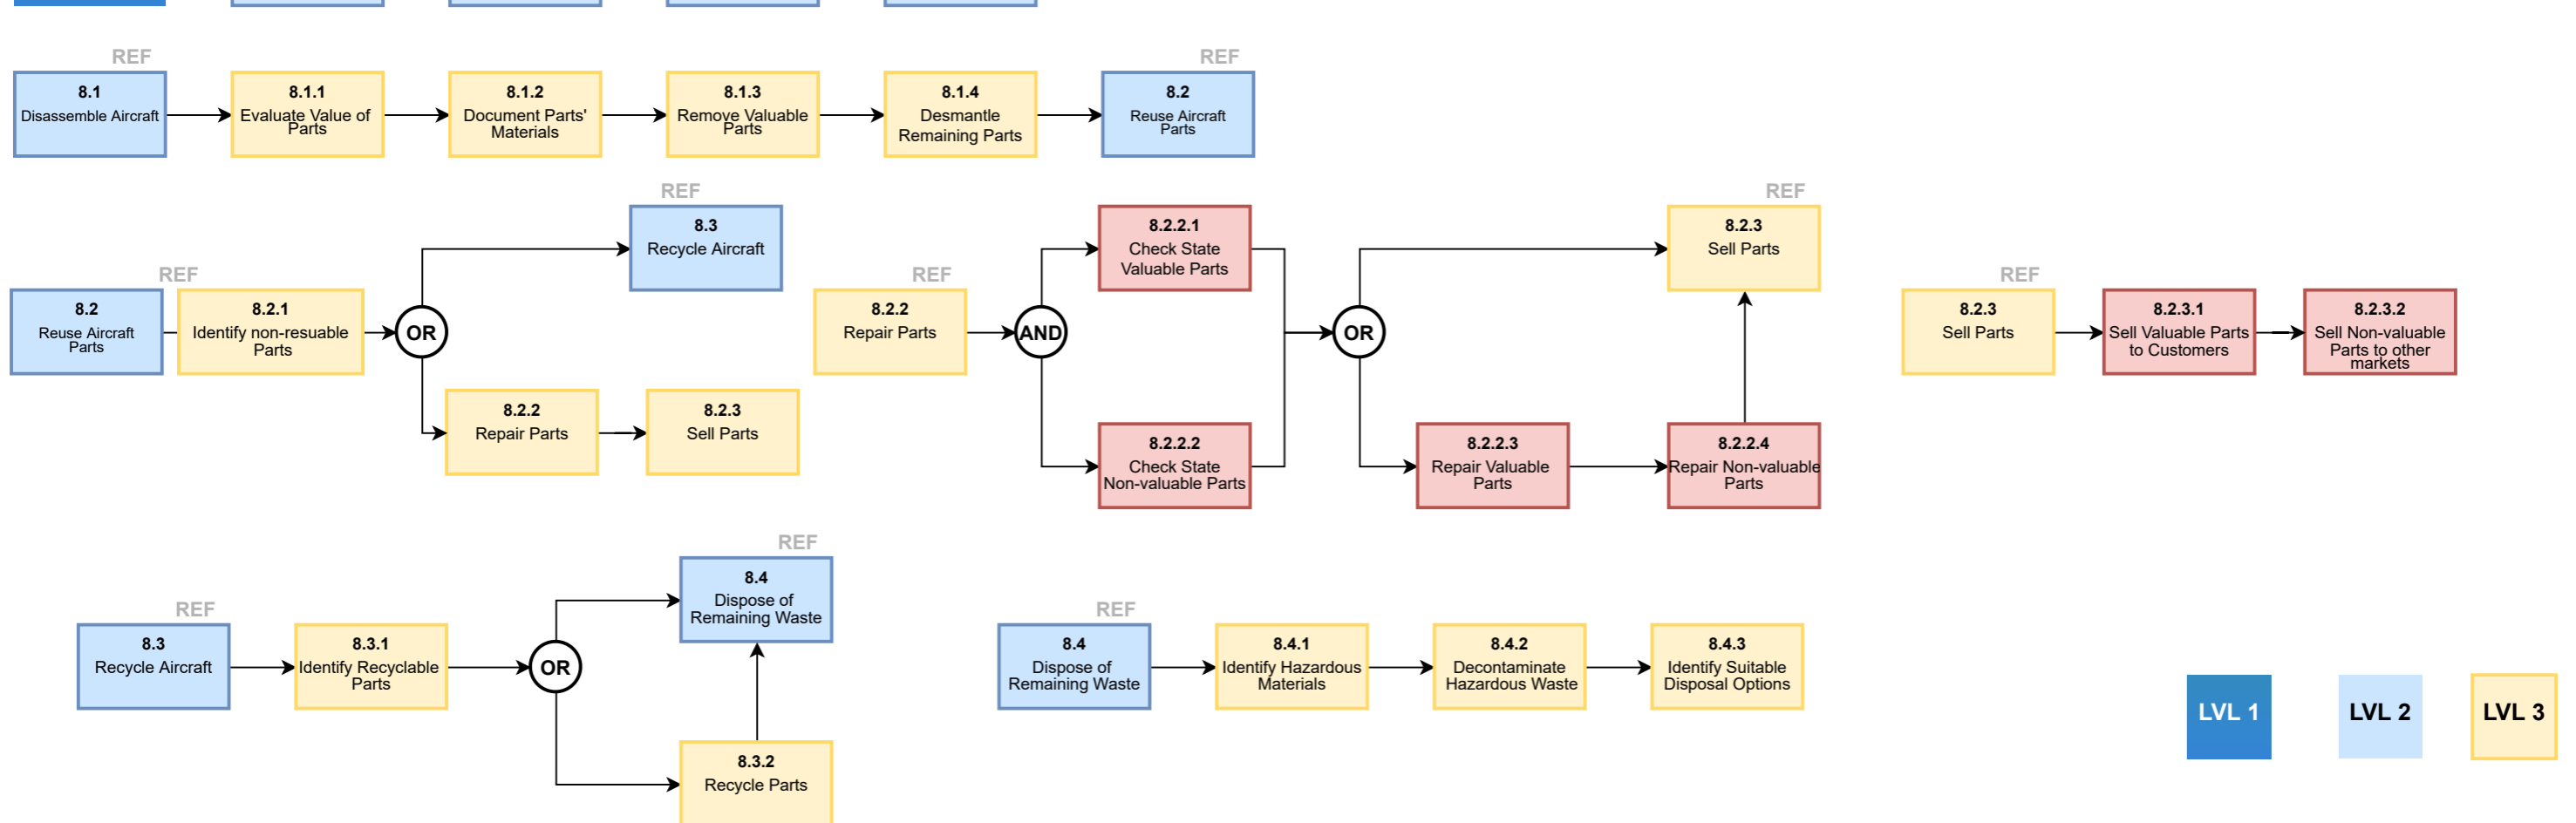 REF
REF
8.1
Disassemble Aircraft
8.1.1
Evaluate Value of
Parts
8.1.2
Document Parts'
Materials
8.1.3
Remove Valuable
Parts
8.1.4
Desmantle
Remaining Parts
8.2
Reuse Aircraft
Parts
REF
8.3
Recycle Aircraft
REF
8.2
Reuse Aircraft
Parts
8.2.1
Identify non-resuable
Parts
OR
8.2.2
Repair Parts
8.2.3
Sell Parts
REF
8.2.2
Repair Parts
AND
8.2.2.1
Check State
Valuable Parts
8.2.2.2
Check State
Non-valuable Parts
OR
REF
8.2.3
Sell Parts
8.2.2.3
Repair Valuable
Parts
8.2.2.4
Repair Non-valuable
Parts
REF
8.2.3
Sell Parts
8.2.3.1
Sell Valuable Parts
to Customers
8.2.3.2
Sell Non-valuable
Parts to other
markets
REF
8.3
Recycle Aircraft
8.3.1
Identify Recyclable
Parts
OR
REF
8.4
Dispose of
Remaining Waste
8.3.2
Recycle Parts
REF
8.4
Dispose of
Remaining Waste
8.4.1
Identify Hazardous
Materials
8.4.2
Decontaminate
Hazardous Waste
8.4.3
Identify Suitable
Disposal Options
LVL 1
LVL 2
LVL 3